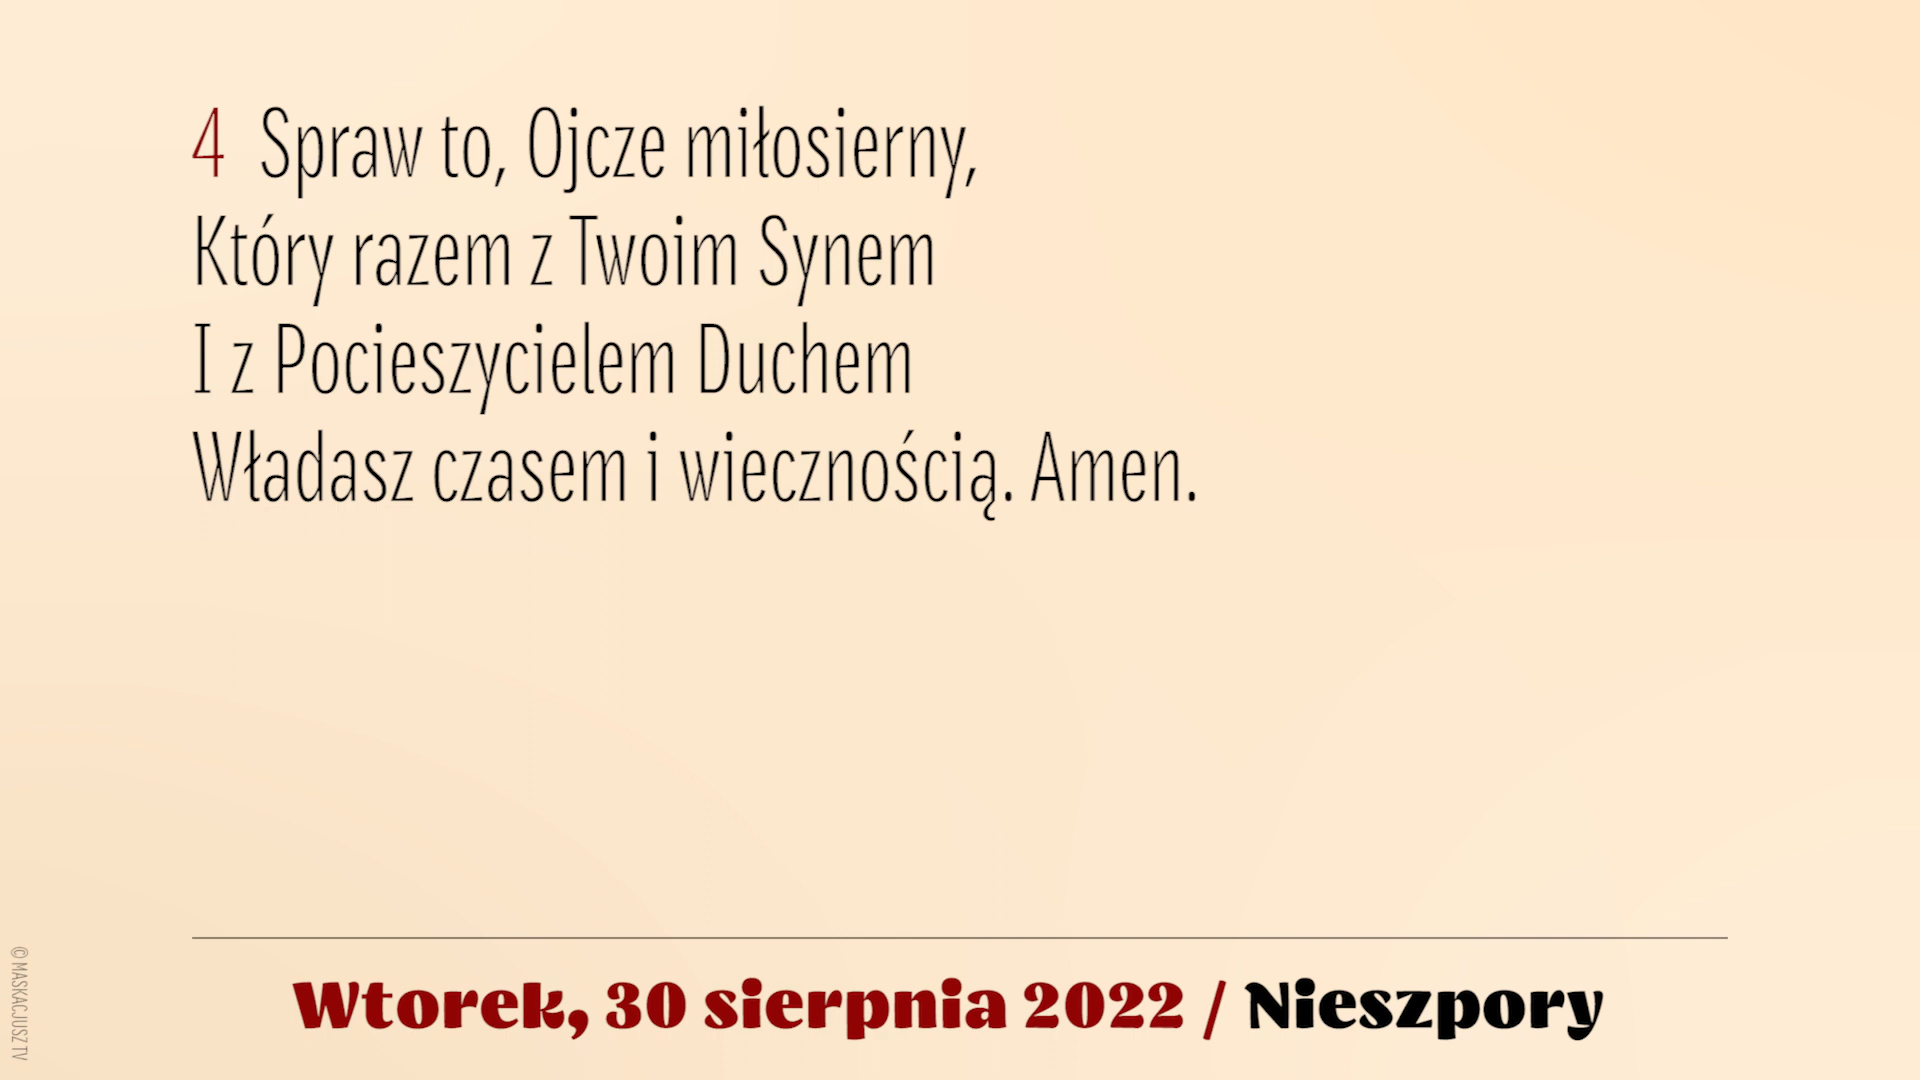 4 Spraw to, Ojcze miłosierny,
Który razem z Twoim Synem
I z Pocieszycielem Duchem
Władasz czasem i wiecznością. Amen.
Wtorek, 30 sierpnia 2022 / Nieszpory
© MASKACJUSZ TV